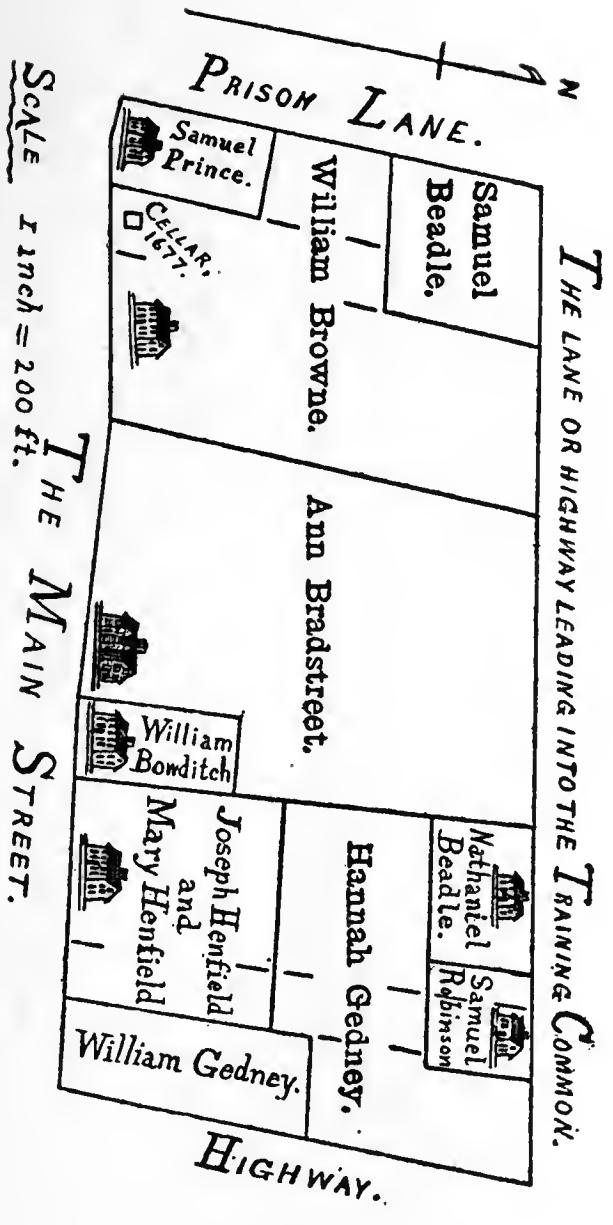 N
PRISON LANE.
THE LANE OR HIGHWAY LEADING INTO THE TRAINING COMMON.
Samuel
Prince.
William Browne.
Samuel
Beadle.
CELLAR,
1677.
Ann Bradstreet.
William
Bowditch
Joseph Henfield
and
Mary Henfield
Hannah Gedney.
Nathaniel
Beadle.
Samuel
Robinson
William Gedney.
HIGHWAY.
THE MAIN STREET.
SCALE 1 inch = 200 ft.